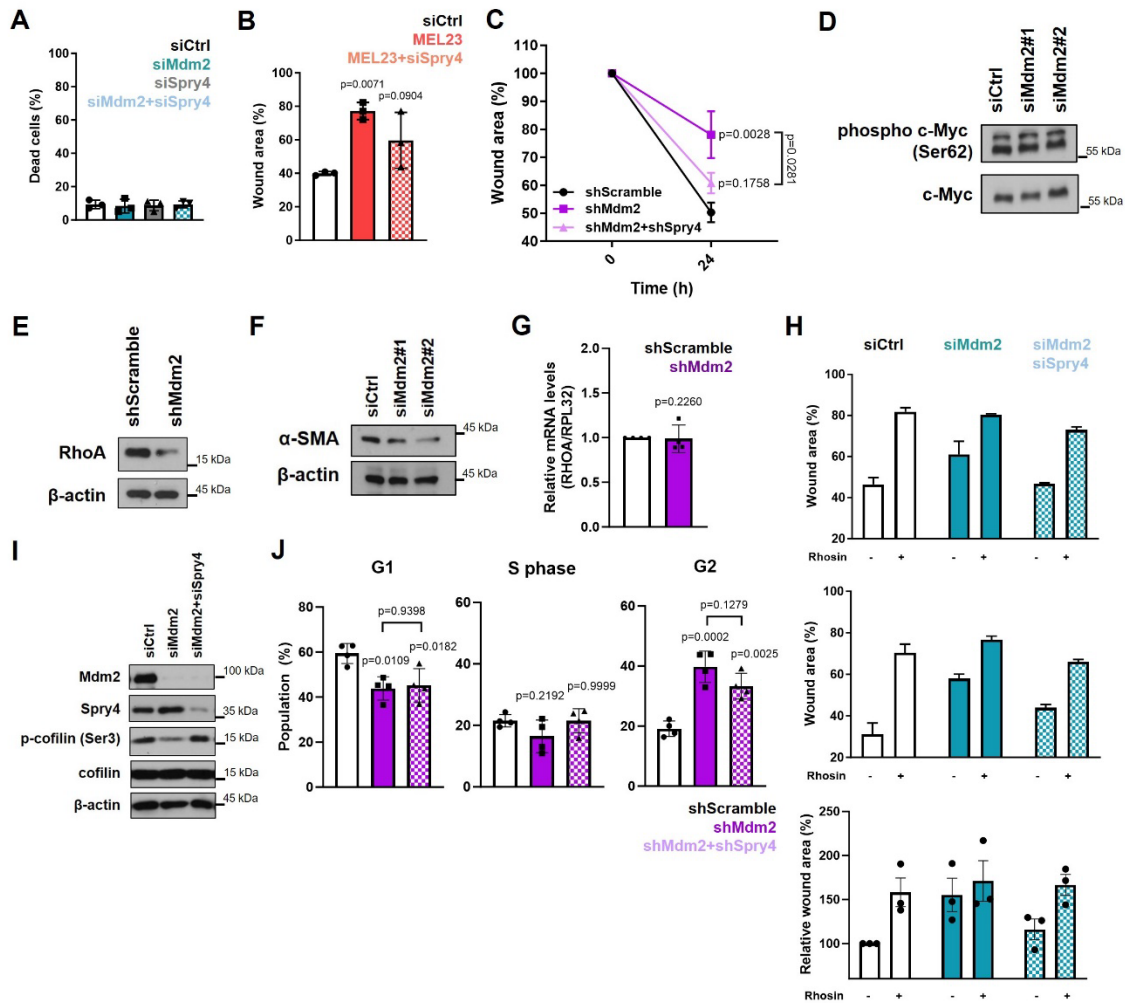 A
siCtrl
siMdm2
siSpry4
siMdm2+siSpry4
Dead cells (%)
100
80
60
40
20
0
B
siCtrl
MEL23
MEL23+siSpry4
Wound area (%)
100
80
60
40
20
0
p=0.0071
p=0.0904
C
Wound area (%)
100
90
80
70
60
50
40
p=0.0028
p=0.1758
p=0.0281
shScramble
shMdm2
shMdm2+shSpry4
0
24
Time (h)
D
siCtrl
siMdm2#1
siMdm2#2
phospho c-Myc
(Ser62)
55 kDa
c-Myc
55 kDa
E
shScramble
shMdm2
RhoA
15 kDa
β-actin
45 kDa
F
siCtrl
siMdm2#1
siMdm2#2
α-SMA
45 kDa
β-actin
45 kDa
G
shScramble
shMdm2
Relative mRNA levels
(RHOA/RPL32)
2.0
1.5
1.0
0.5
0.0
p=0.2260
H
siCtrl
siMdm2
siMdm2
siSpry4
Wound area (%)
100
80
60
40
20
Rhosin
- + - + - +
Wound area (%)
100
80
60
40
20
Rhosin
- + - + - +
Relative wound area (%)
250
200
150
100
Rhosin
- + - + - +
I
siCtrl
siMdm2
siMdm2+siSpry4
Mdm2
100 kDa
Spry4
35 kDa
p-cofilin (Ser3)
15 kDa
cofilin
15 kDa
β-actin
45 kDa
J
G1
Population (%)
80
60
40
20
0
p=0.9398
p=0.0109
p=0.0182
S phase
60
40
20
0
p=0.2192
p=0.9999
G2
60
40
20
0
p=0.1279
p=0.0002
p=0.0025
shScramble
shMdm2
shMdm2+shSpry4